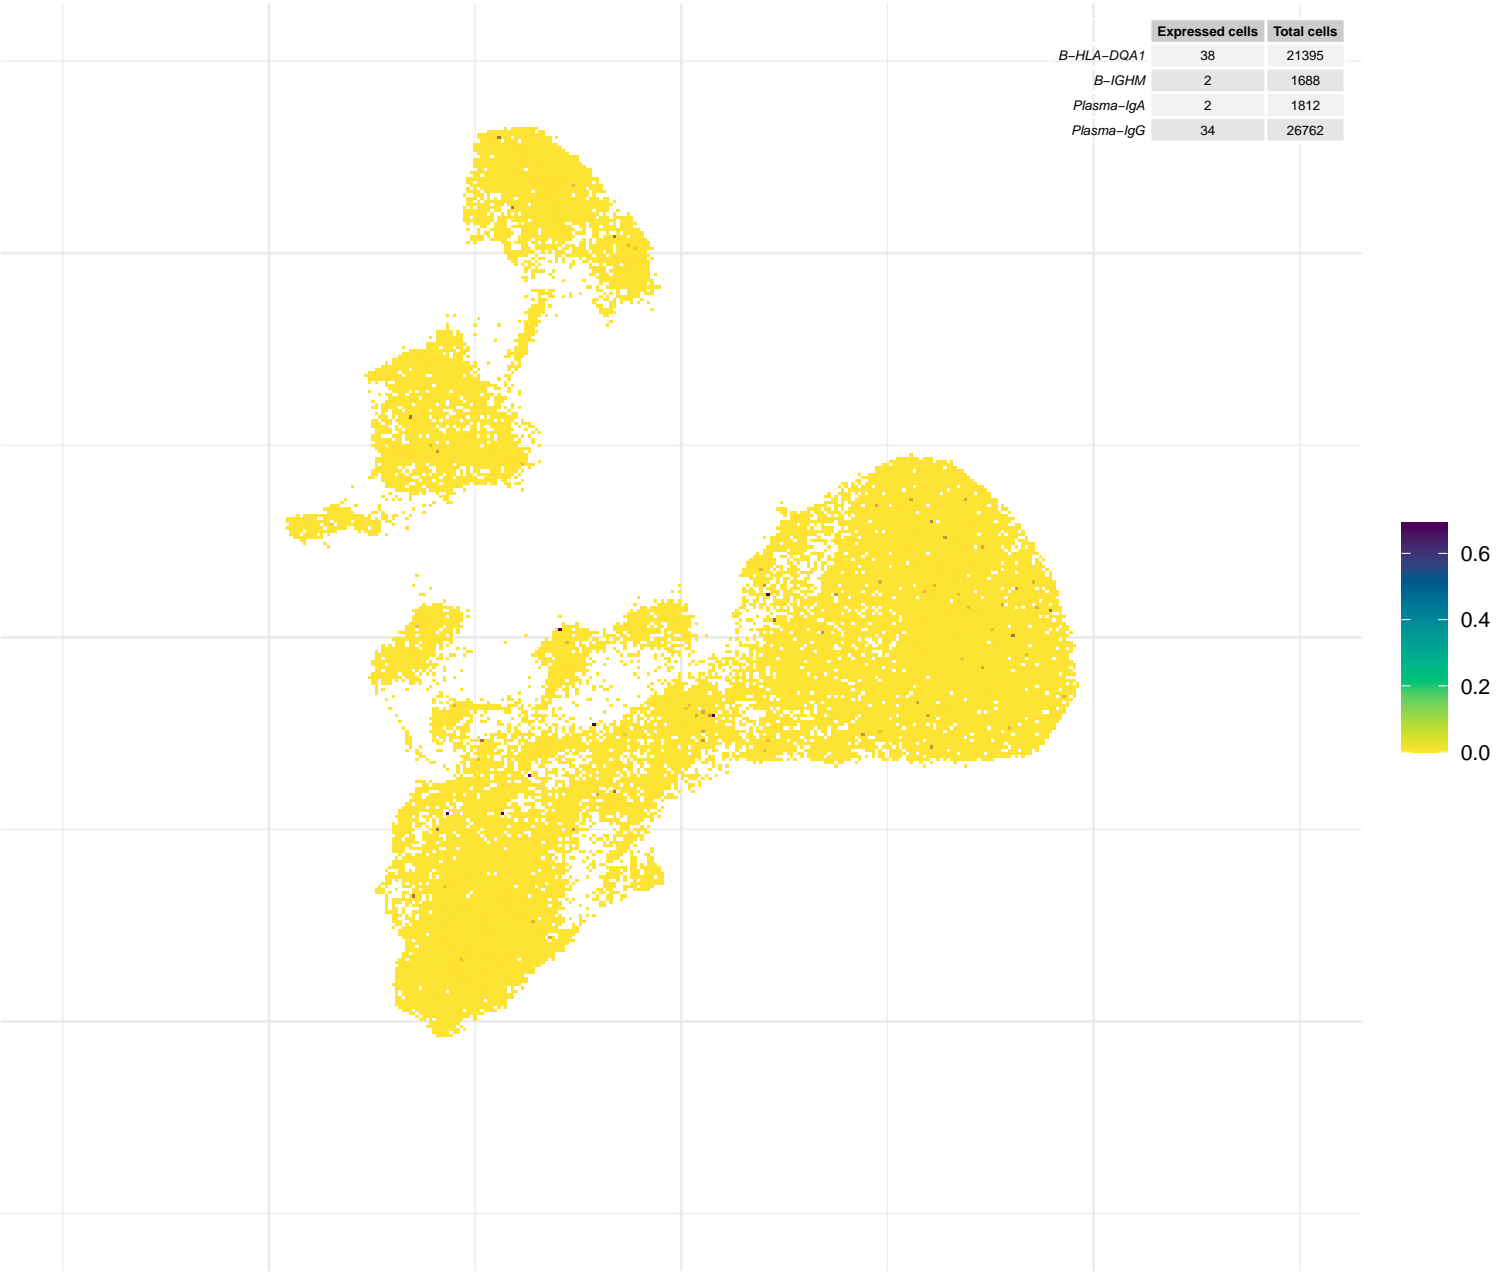 Expressed cells Total cells
B−HLA−DQA1 38 21395
B−IGHM 2 1688
Plasma−IgA 2 1812
Plasma−IgG 34 26762
0.6
0.4
0.2
0.0